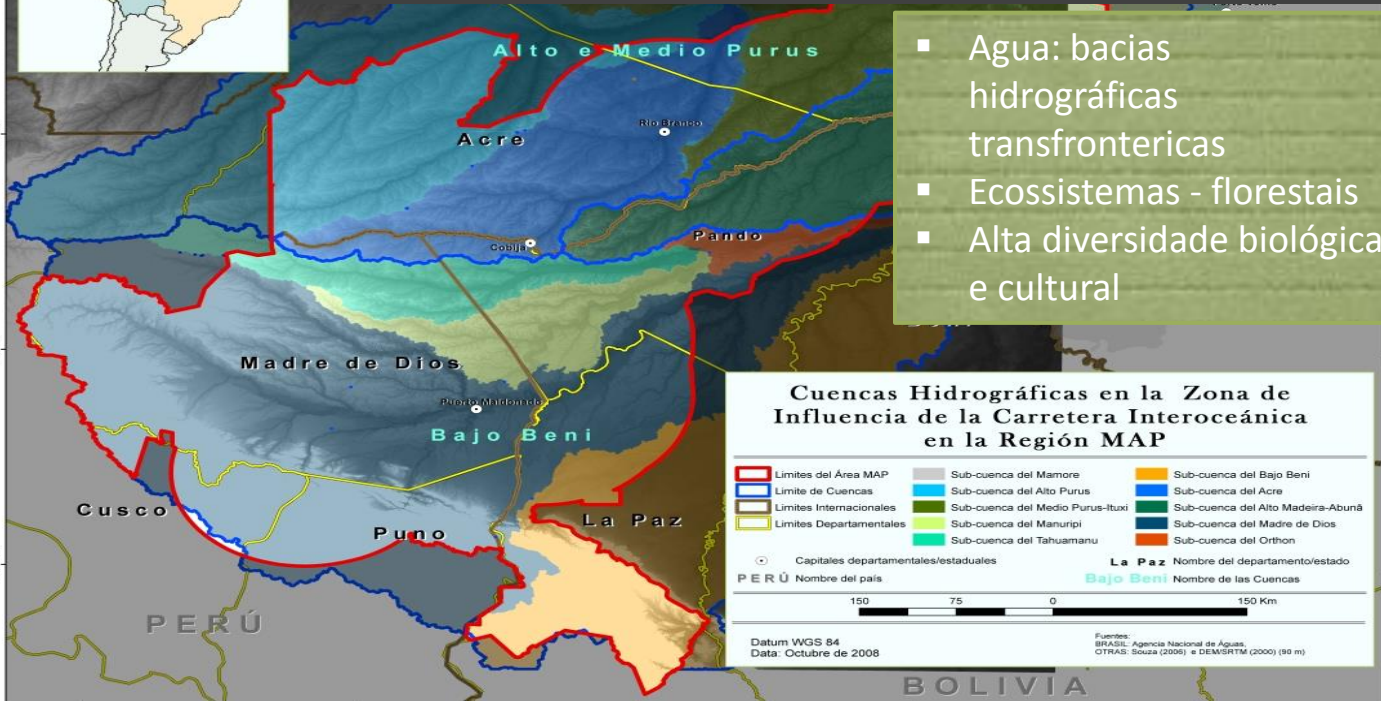 Alto e Medio Purus
Acre
Rio Branco
Cobija
Pando
Madre de Dios
Puerto Maldonado
Bajo Beni
Cusco
Puno
La Paz
PERÚ
BOLIVIA
▪ Agua: bacias
hidrográficas
transfrontericas
▪ Ecossistemas - florestais
▪ Alta diversidade biológica
e cultural
Cuencas Hidrográficas en la Zona de
Influencia de la Carretera Interoceánica
en la Región MAP
Limites del Área MAP
Limite de Cuencas
Limites Internacionales
Limites Departamentales
Sub-cuenca del Mamore
Sub-cuenca del Alto Purus
Sub-cuenca del Medio Purus-Ituxi
Sub-cuenca del Manuripi
Sub-cuenca del Tahuamanu
Sub-cuenca del Bajo Beni
Sub-cuenca del Acre
Sub-cuenca del Alto Madeira-Abunã
Sub-cuenca del Madre de Dios
Sub-cuenca del Orthon
Capitales departamentales/estaduales
La Paz Nombre del departamento/estado
PERÚ Nombre del país
Bajo Beni Nombre de las Cuencas
150 75 0 150 Km
Datum WGS 84
Data: Octubre de 2008
Fuentes:
BRASIL: Agencia Nacional de Águas,
OTRAS: Souza (2006) e DEM/SRTM (2000) (90 m)